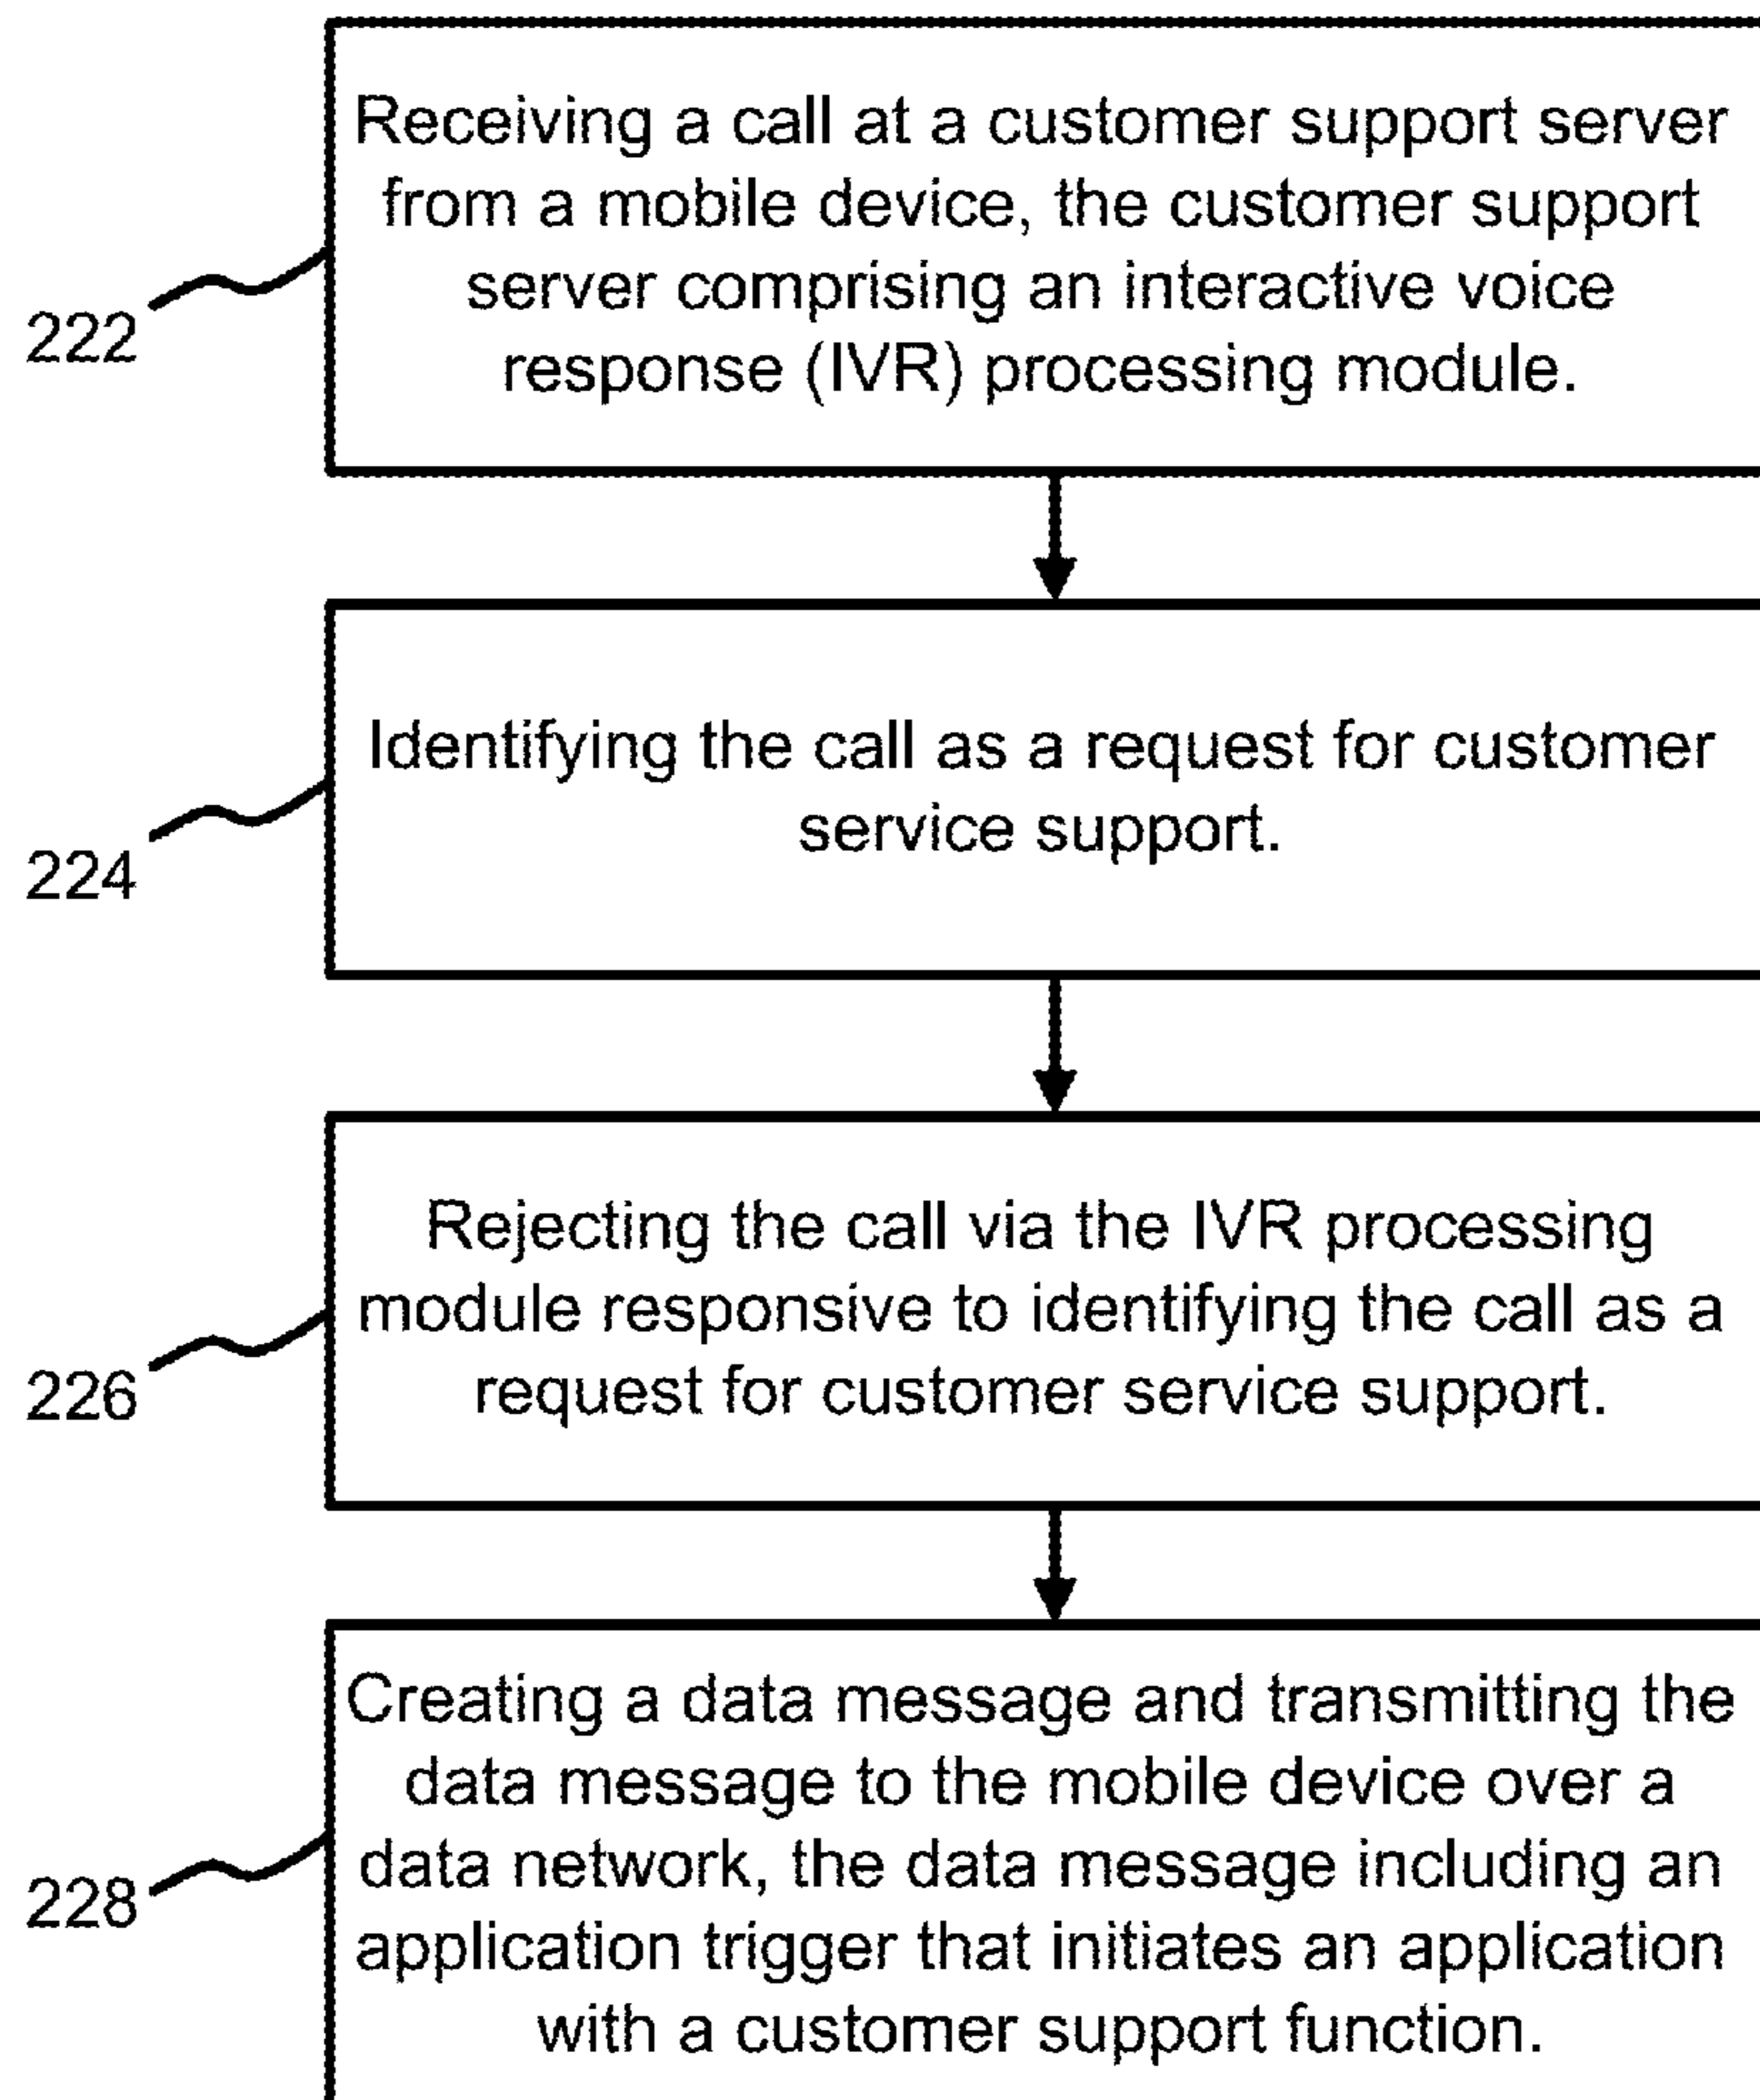 Receiving a call at a customer support server
from a mobile device, the customer support
server comprising an interactive voice
response (IVR) processing module.
222
Identifying the call as a request for customer
service support.
224
Rejecting the call via the IVR processing
module responsive to identifying the call as a
request for customer service support.
226
Creating a data message and transmitting the
data message to the mobile device over a
data network, the data message including an
application trigger that initiates an application
with a customer support function.
228